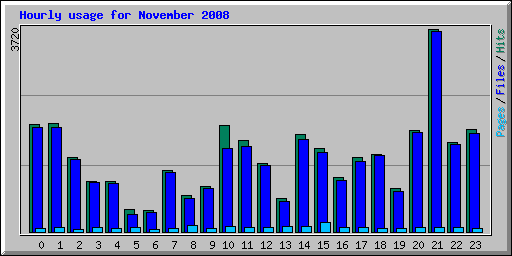 Hourly usage for November 2008
3720
Pages/Files/Hits
0 1 2 3 4 5 6 7 8 9 10 11 12 13 14 15 16 17 18 19 20 21 22 23